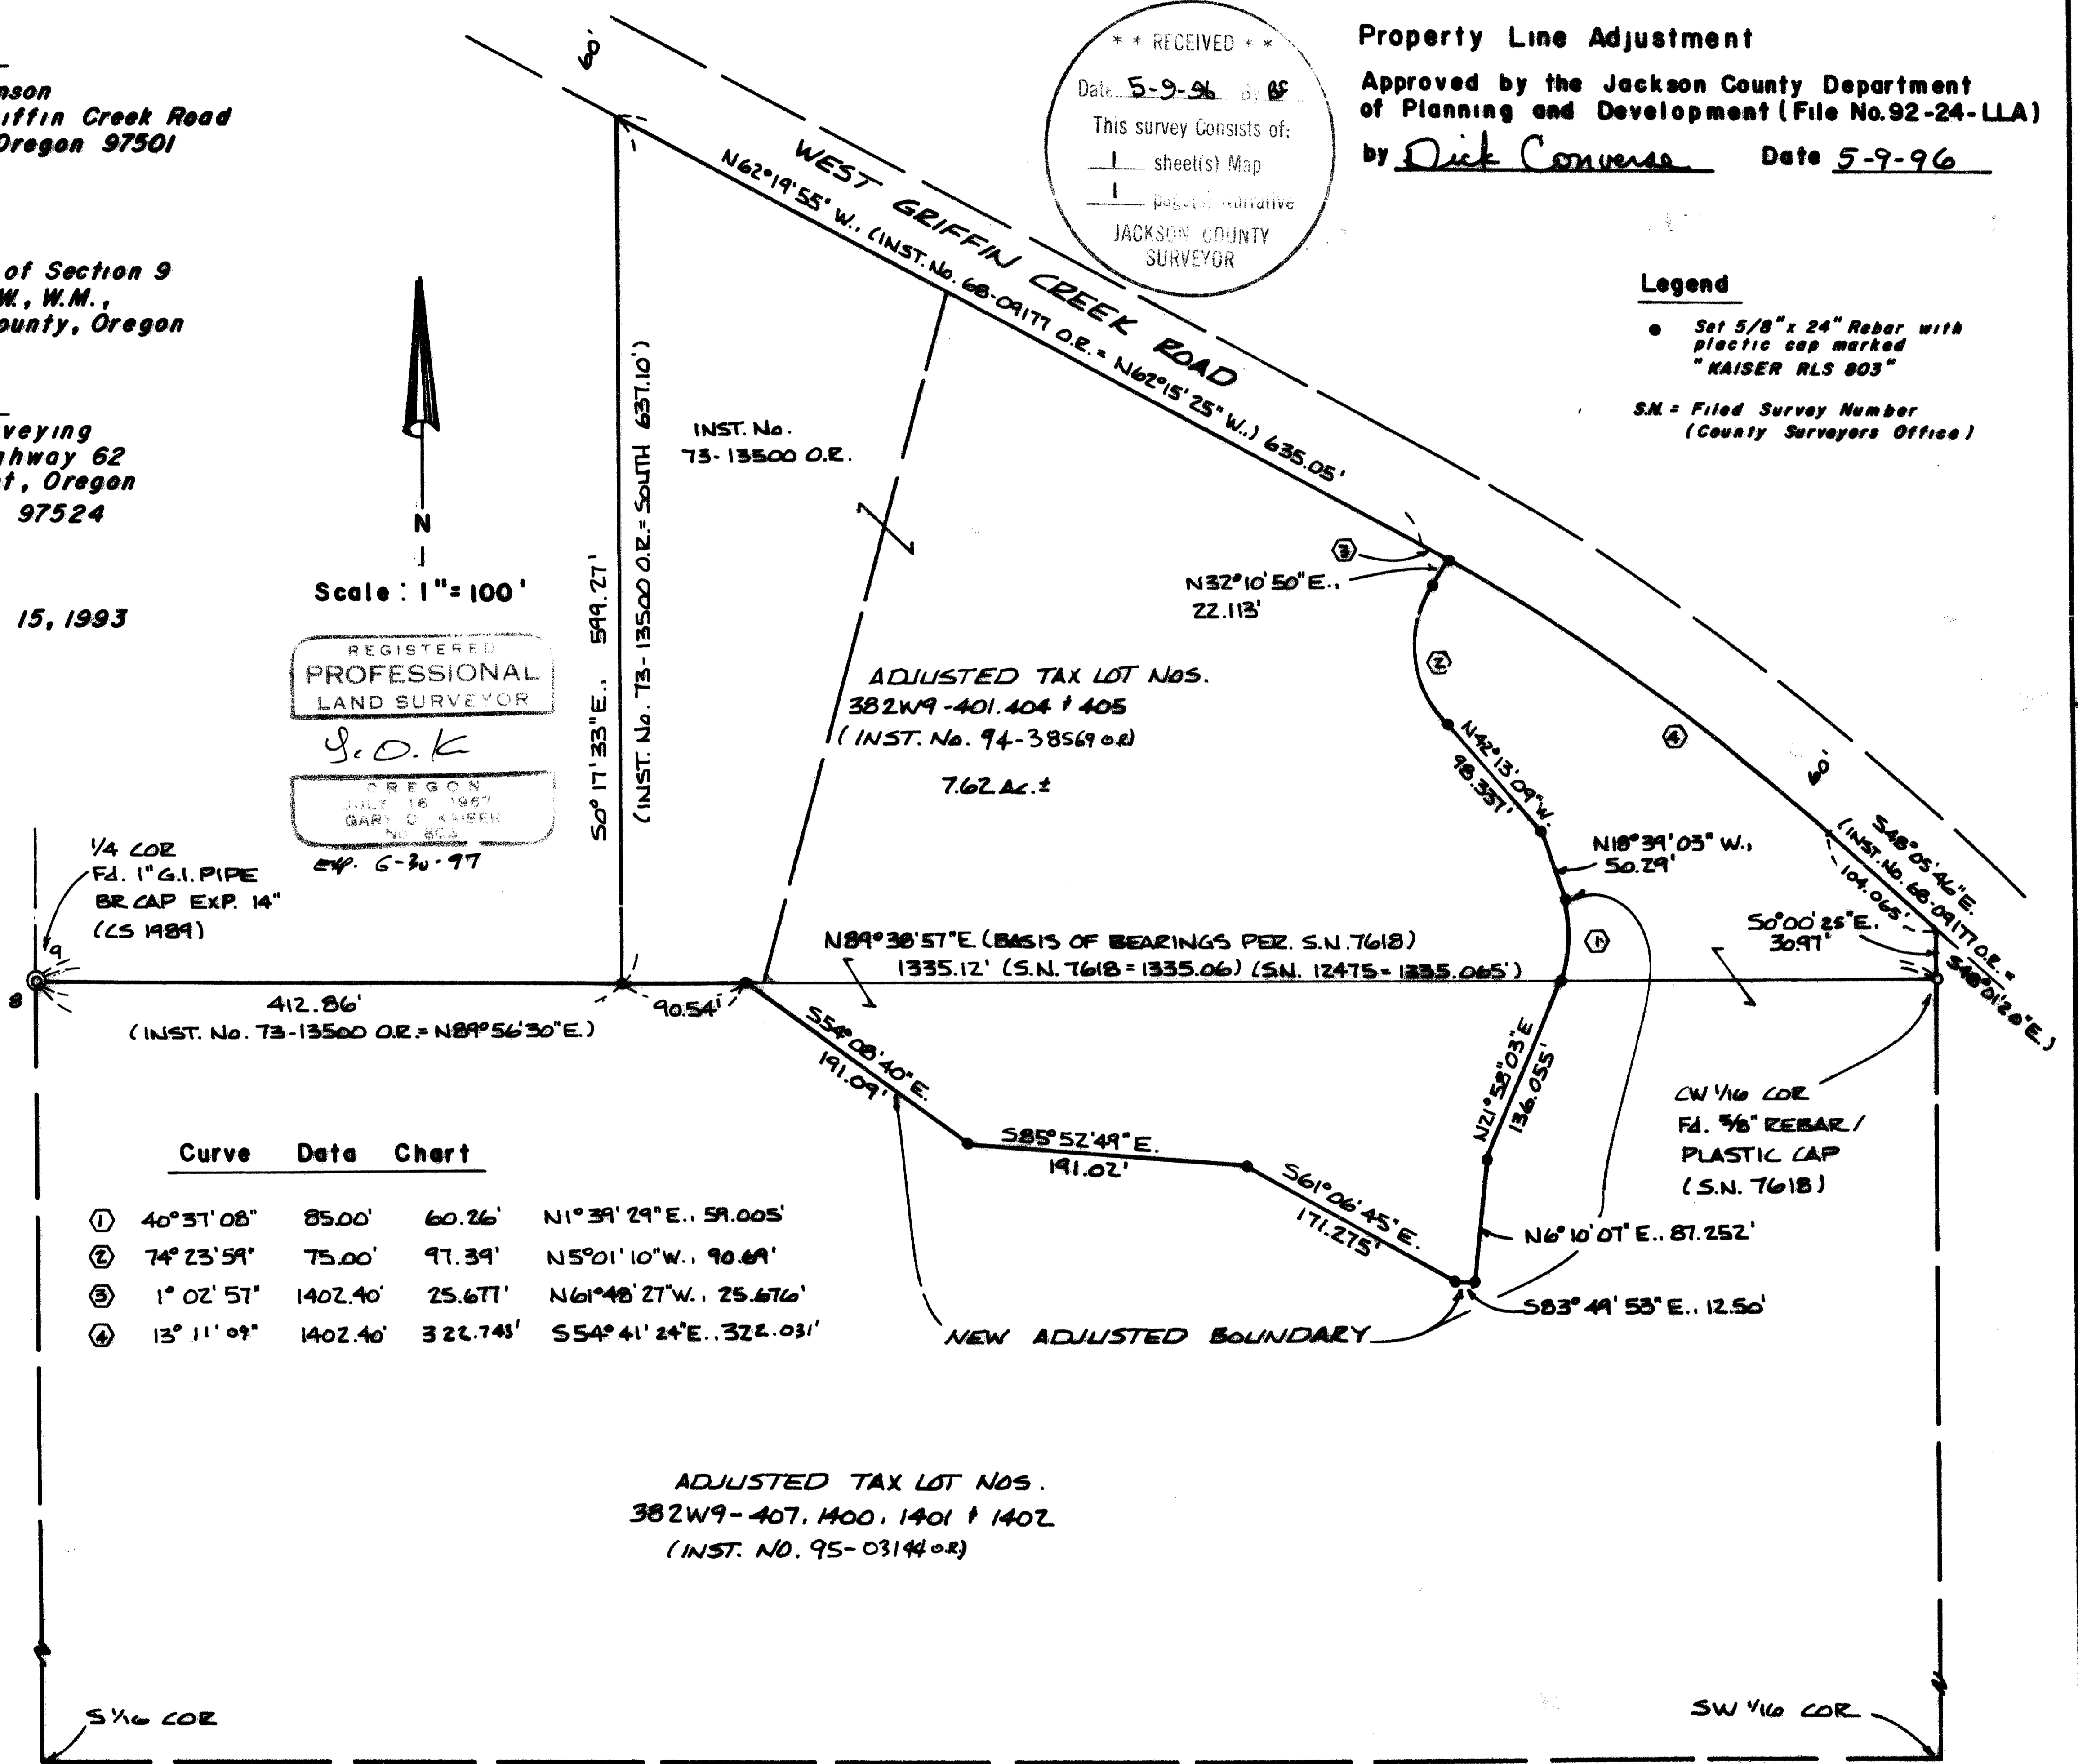 nson
iffin Creek Road
Oregon 97501
of Section 9
W., W.M.,
ounty, Oregon
veying
ghway 62
t, Oregon
97524
15, 1993
60'
* * RECEIVED * *
Date 5-9-96 By BF
This survey Consists of:
1 sheet(s) Map
1 page(s) Narrative
JACKSON COUNTY
SURVEYOR
Property Line Adjustment
Approved by the Jackson County Department
of Planning and Development (File No. 92-24-LLA)
by Dick Converse Date 5-9-96
Legend
Set 5/8" x 24" Rebar with
plactic cap marked
"KAISER RLS 803"
S.N. = Filed Survey Number
(County Surveyors Office)
WEST GRIFFIN CREEK ROAD
N62°19'55" W., (INST. No. 68-09177 O.R. = N62°15'25" W.,) 635.05'
N
Scale: 1"=100'
REGISTERED
PROFESSIONAL
LAND SURVEYOR
G.O.K
OREGON
JULY 16 1967
GARY D KAISER
No 803
exp. 6-30-97
S0°17'33"E., 599.27'
(INST. No. 73-13500 O.R. = SOUTH 637.10')
INST. No.
73-13500 O.R.
3
N32°10'50"E.,
22.113'
2
ADJUSTED TAX LOT NOS.
382W9-401.404 & 405
(INST. No. 94-38569 O.R.)
7.62 Ac.±
N42°13'09"W.
98.337'
4
60'
N18°39'03" W.,
50.29'
S48°05'46"E.
(INST. No. 68-09177 O.R. =
S48°01'20"E.)
104.065'
S0°00'25"E.
30.97'
1/4 COR
Fd. 1" G.I. PIPE
BR CAP EXP. 14"
(CS 1989)
9
8
N89°38'57"E (BASIS OF BEARINGS PER. S.N. 7618)
1335.12' (S.N. 7618 = 1335.06) (S.N. 12475 = 1335.065')
1
412.86'
(INST. No. 73-13500 O.R. = N89°56'30"E.)
90.54'
S54°08'40"E.
191.09'
S85°52'49"E.
191.02'
S61°06'45"E.
171.275'
N21°58'03"E
136.055'
CW 1/16 COR
Fd. 5/8" REBAR/
PLASTIC CAP
(S.N. 7618)
N6°10'07"E., 87.252'
S83°49'53"E., 12.50'
NEW ADJUSTED BOUNDARY
Curve Data Chart
1 40°37'08" 85.00' 60.26' N1°39'29"E., 59.005'
2 74°23'59" 75.00' 97.39' N5°01'10"W., 90.69'
3 1°02'57" 1402.40' 25.677' N61°48'27"W., 25.676'
4 13°11'09" 1402.40' 322.743' S54°41'24"E., 322.031'
ADJUSTED TAX LOT NOS.
382W9-407, 1400, 1401 & 1402
(INST. NO. 95-03144 O.R.)
S 1/16 COR
SW 1/16 COR